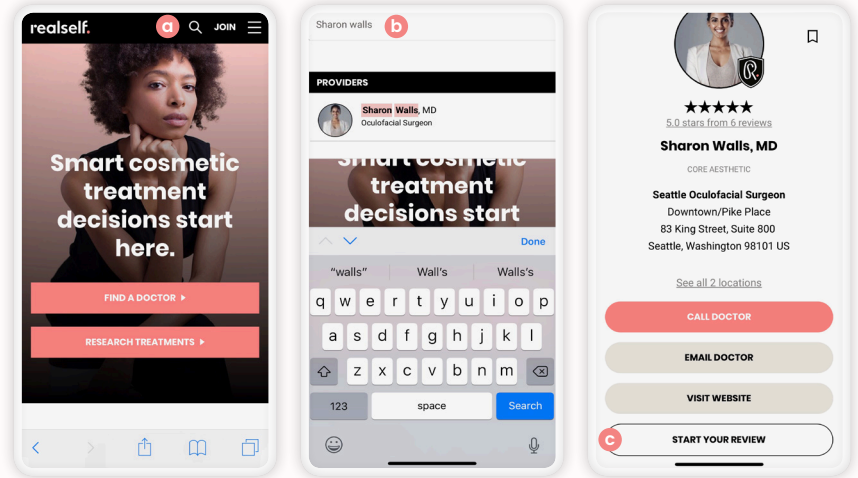 realself.
a
JOIN
Smart cosmetic
treatment
decisions start
here.
FIND A DOCTOR
RESEARCH TREATMENTS
Sharon walls
b
PROVIDERS
Sharon Walls, MD
Oculofacial Surgeon
Smart cosmetic
treatment
decisions start
Done
“walls” Wall's Walls's
q w e r t y u i o p
a s d f g h j k l
z x c v b n m
123 space Search
R
5.0 stars from 6 reviews
Sharon Walls, MD
CORE AESTHETIC
Seattle Oculofacial Surgeon
Downtown/Pike Place
83 King Street, Suite 800
Seattle, Washington 98101 US
See all 2 locations
CALL DOCTOR
EMAIL DOCTOR
VISIT WEBSITE
c
START YOUR REVIEW